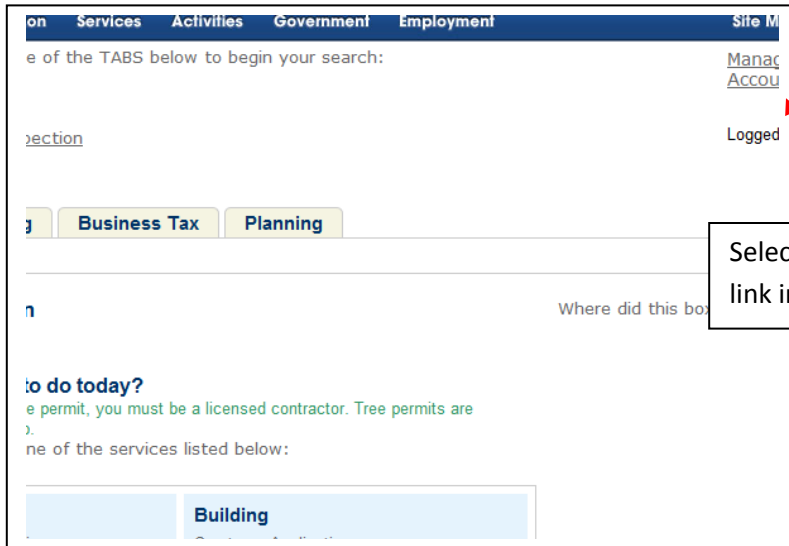 on Services Activities Government Employment Site M
e of the TABS below to begin your search:
Manag
Accou
pection
Logged
g Business Tax Planning
Selec
link i
n
Where did this box
to do today?
e permit, you must be a licensed contractor. Tree permits are
o.
ne of the services listed below:
Building